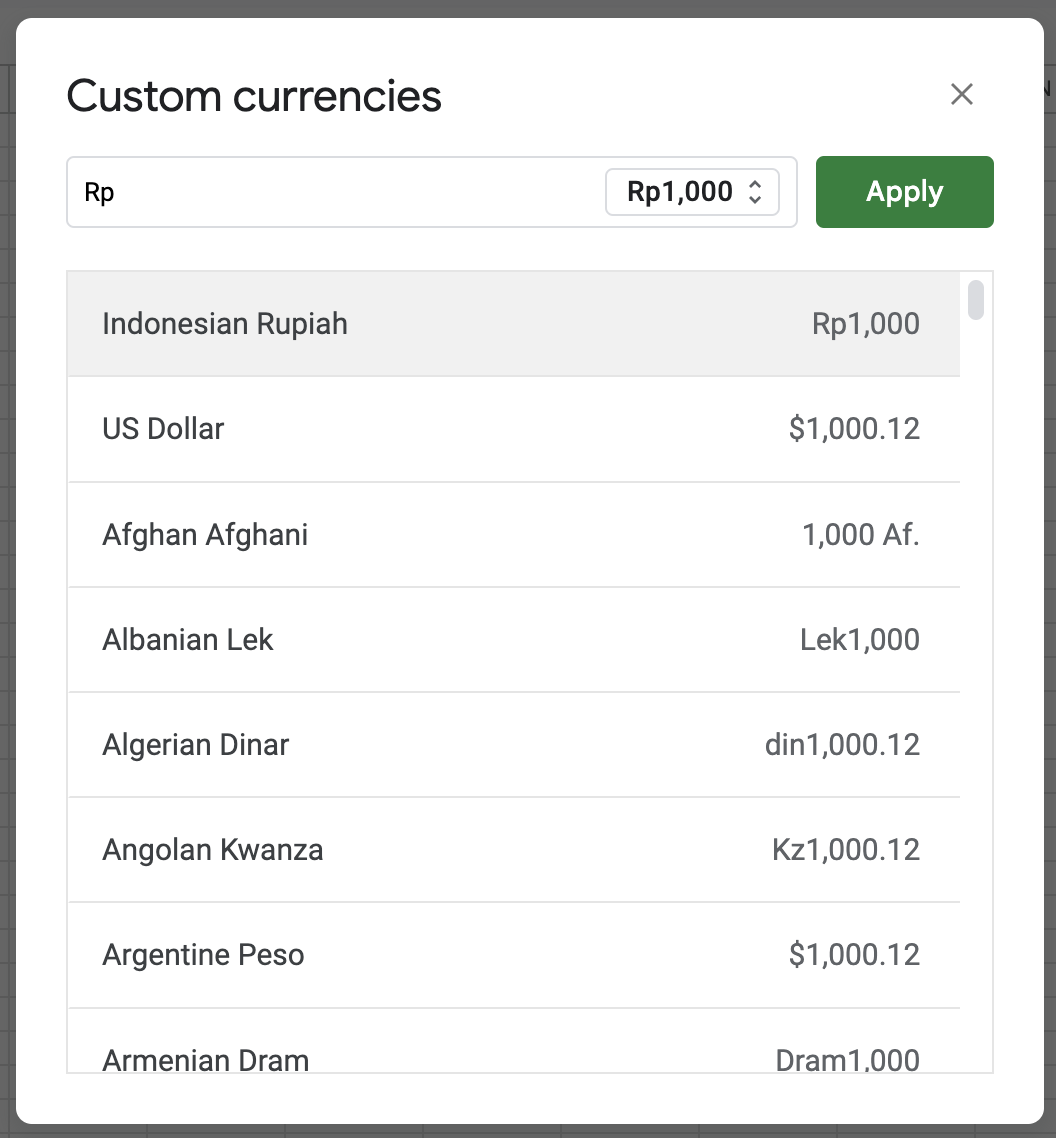 Custom currencies
Rp Rp1,000 Apply
Indonesian Rupiah Rp1,000
US Dollar $1,000.12
Afghan Afghani 1,000 Af.
Albanian Lek Lek1,000
Algerian Dinar din1,000.12
Angolan Kwanza Kz1,000.12
Argentine Peso $1,000.12
Armenian Dram Dram1,000